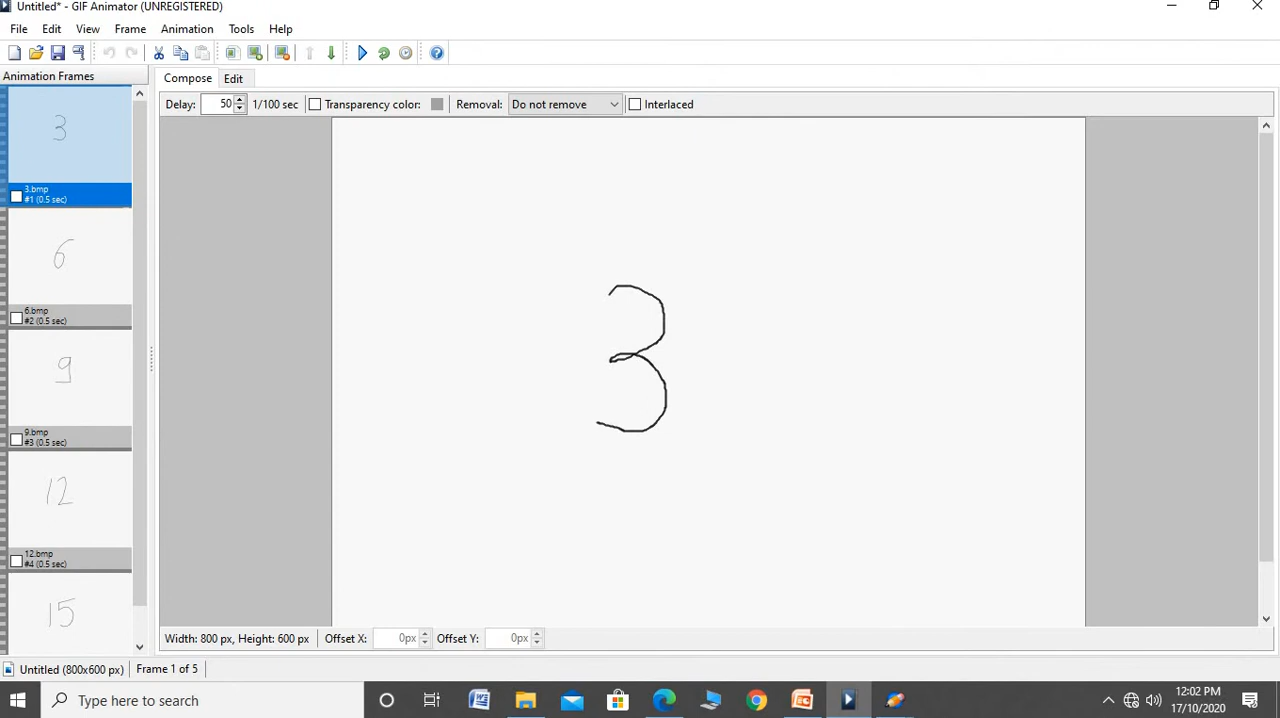 Untitled* - GIF Animator (UNREGISTERED)
File Edit View Frame Animation Tools Help
Animation Frames
Compose Edit
Delay: 50 1/100 sec Transparency color: Removal: Do not remove Interlaced
3
3.bmp
#1 (0.5 sec)
6
6.bmp
#2 (0.5 sec)
9
9.bmp
#3 (0.5 sec)
12
12.bmp
#4 (0.5 sec)
15
3
Width: 800 px, Height: 600 px Offset X: 0px Offset Y: 0px
Untitled (800x600 px) Frame 1 of 5
Type here to search
12:02 PM
17/10/2020